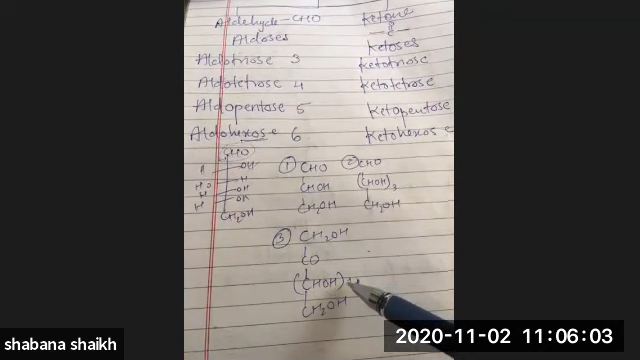 Aldehyde - CHO Ketone
Aldoses Ketoses
Aldotriose 3 Ketotriose
Aldotetrose 4 Ketotetrose
Aldopentose 5 Ketopentose
Aldohexose 6 Ketohexose
CHO ① CHO ② CHO
H OH CHOH (CHOH)3
HO H CH2OH CH2OH
H OH
H OH
CH2OH
③ CH2OH
CO
(CHOH)
CH2OH
shabana shaikh
2020-11-02 11:06:03